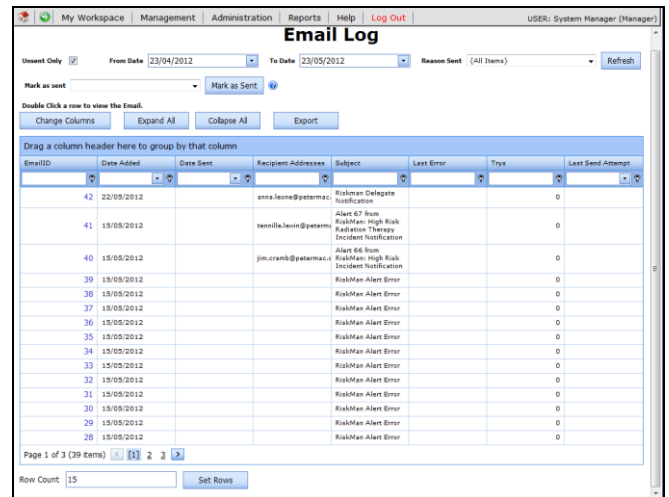 My Workspace Management Administration Reports Help Log Out USER: System Manager (Manager)
Email Log
Unsent Only From Date 23/04/2012 To Date 23/05/2012 Reason Sent (All Items) Refresh
Mark as sent Mark as Sent
Double Click a row to view the Email.
Change Columns Expand All Collapse All Export
Drag a column header here to group by that column
EmailID Date Added Date Sent Recipient Addresses Subject Last Error Trys Last Send Attempt
42 22/05/2012 anna.leone@petermac. Riskman Delegate Notification 0
41 15/05/2012 tennille.lewin@peterma Alert 67 from RiskMan: High Risk Radiation Therapy Incident Notification 0
40 15/05/2012 jim.cramb@petermac.c Alert 66 from RiskMan: High Risk Incident Notification 0
39 15/05/2012 RiskMan Alert Error 0
38 15/05/2012 RiskMan Alert Error 0
37 15/05/2012 RiskMan Alert Error 0
36 15/05/2012 RiskMan Alert Error 0
35 15/05/2012 RiskMan Alert Error 0
34 15/05/2012 RiskMan Alert Error 0
33 15/05/2012 RiskMan Alert Error 0
32 15/05/2012 RiskMan Alert Error 0
31 15/05/2012 RiskMan Alert Error 0
30 15/05/2012 RiskMan Alert Error 0
29 15/05/2012 RiskMan Alert Error 0
28 15/05/2012 RiskMan Alert Error 0
Page 1 of 3 (39 items) < [1] 2 3 >
Row Count 15 Set Rows